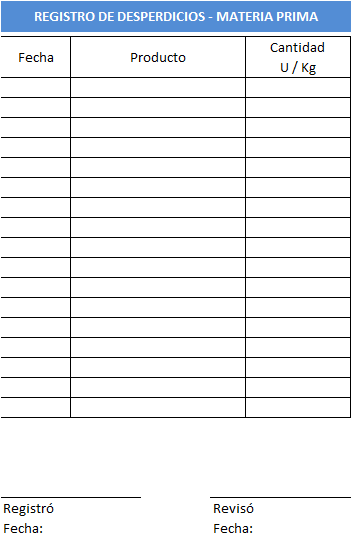 REGISTRO DE DESPERDICIOS - MATERIA PRIMA
Fecha Producto Cantidad
U / Kg
Registró Revisó
Fecha: Fecha: